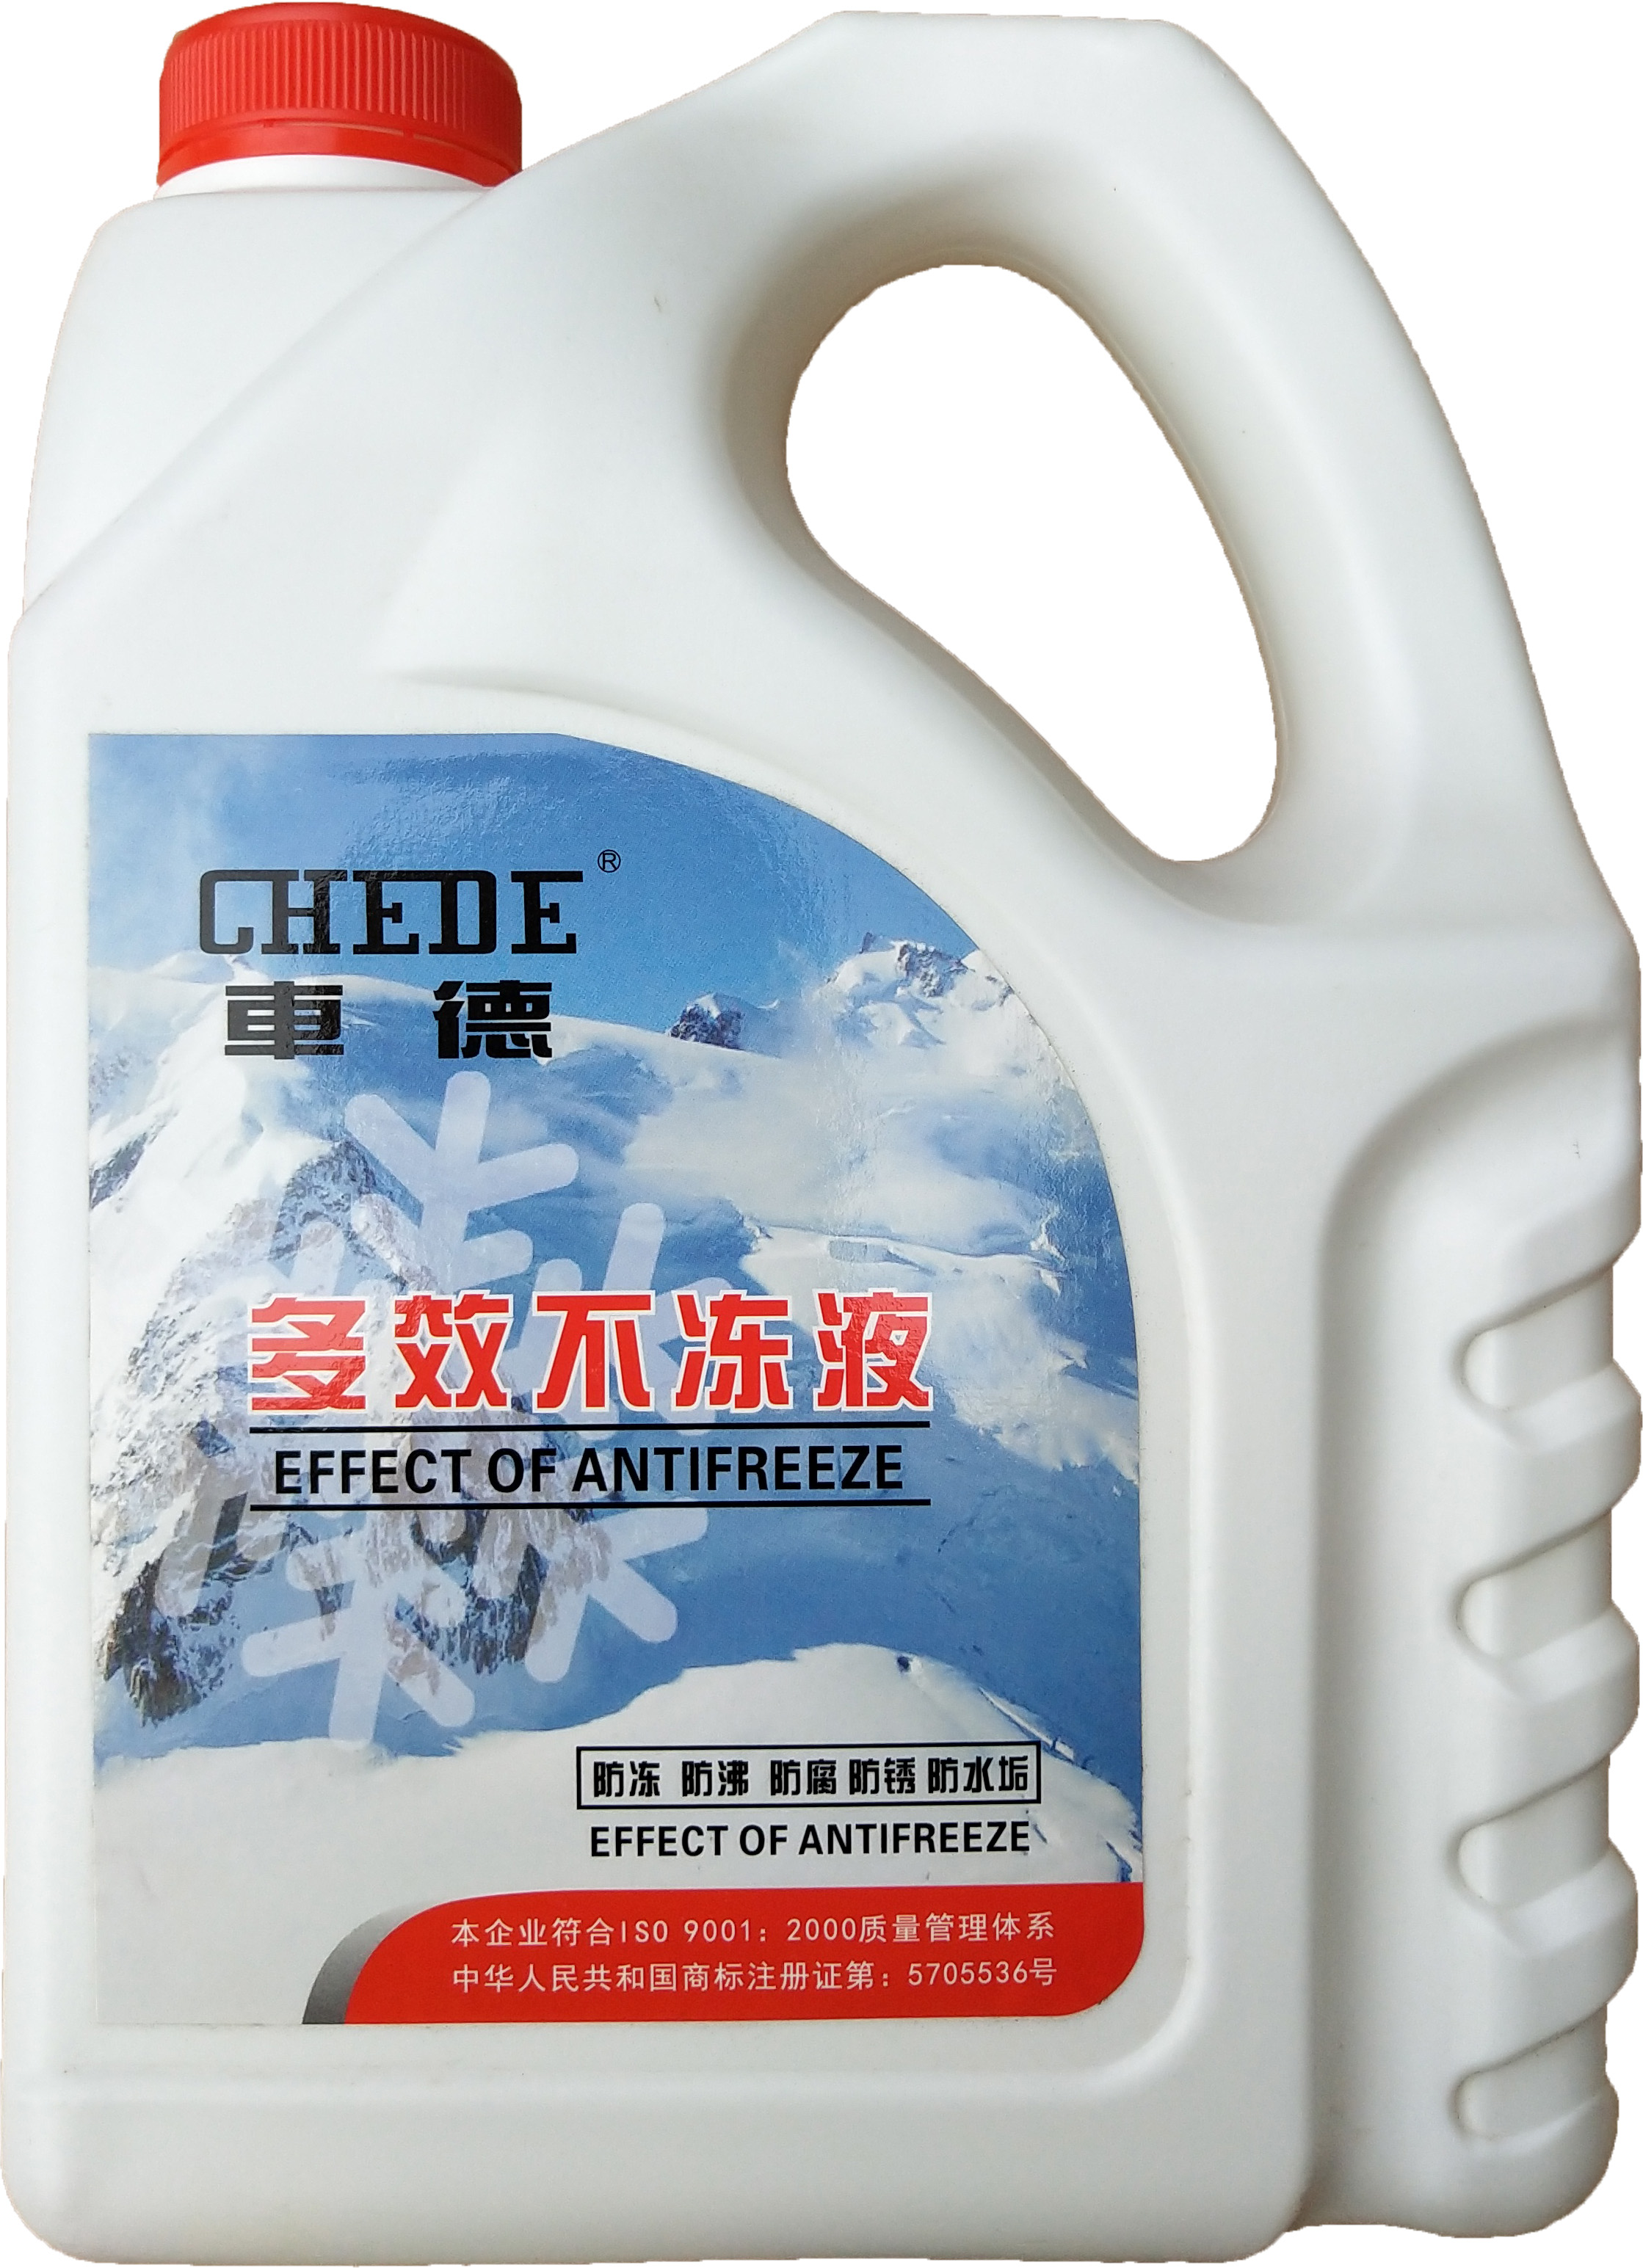 CHEDE®
車德
多效不冻液
EFFECT OF ANTIFREEZE
防冻 防沸 防腐 防锈 防水垢
EFFECT OF ANTIFREEZE
本企业符合ISO 9001：2000质量管理体系
中华人民共和国商标注册证第：5705536号